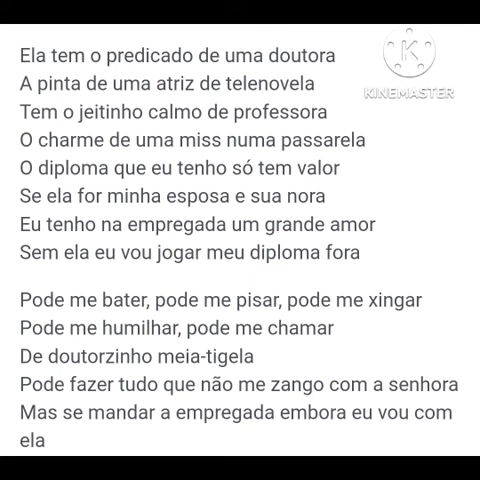 K
KINEMASTER
Ela tem o predicado de uma doutora
A pinta de uma atriz de telenovela
Tem o jeitinho calmo de professora
O charme de uma miss numa passarela
O diploma que eu tenho só tem valor
Se ela for minha esposa e sua nora
Eu tenho na empregada um grande amor
Sem ela eu vou jogar meu diploma fora
Pode me bater, pode me pisar, pode me xingar
Pode me humilhar, pode me chamar
De doutorzinho meia-tigela
Pode fazer tudo que não me zango com a senhora
Mas se mandar a empregada embora eu vou com
ela